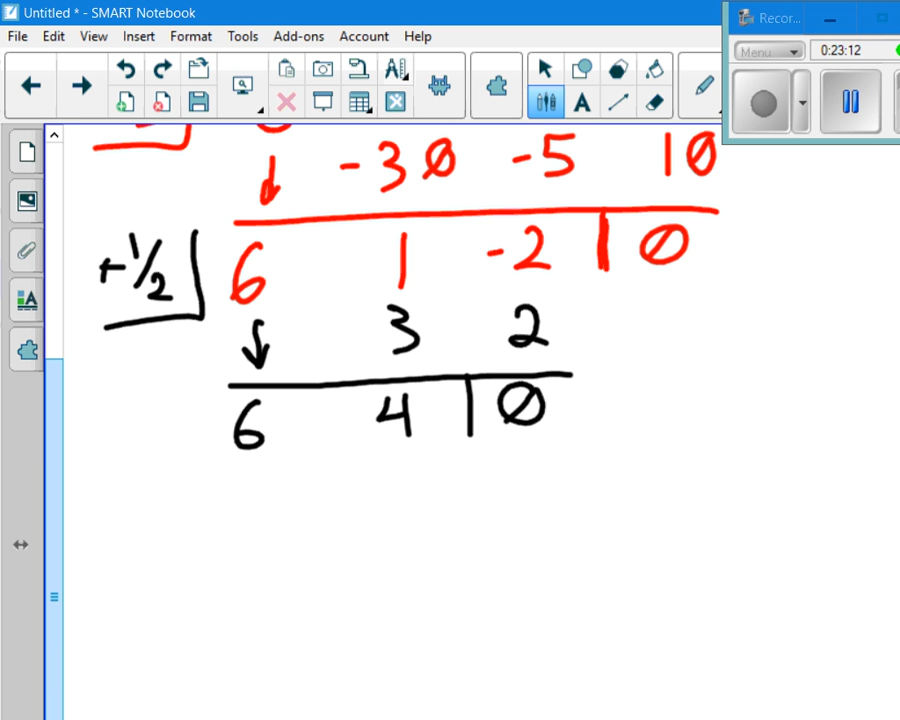 Untitled * - SMART Notebook
Recor...
File Edit View Insert Format Tools Add-ons Account Help
Menu
0:23:12
-30 -5 10
6 1 -2 | 0
+1/2
3 2
6 4 | 0